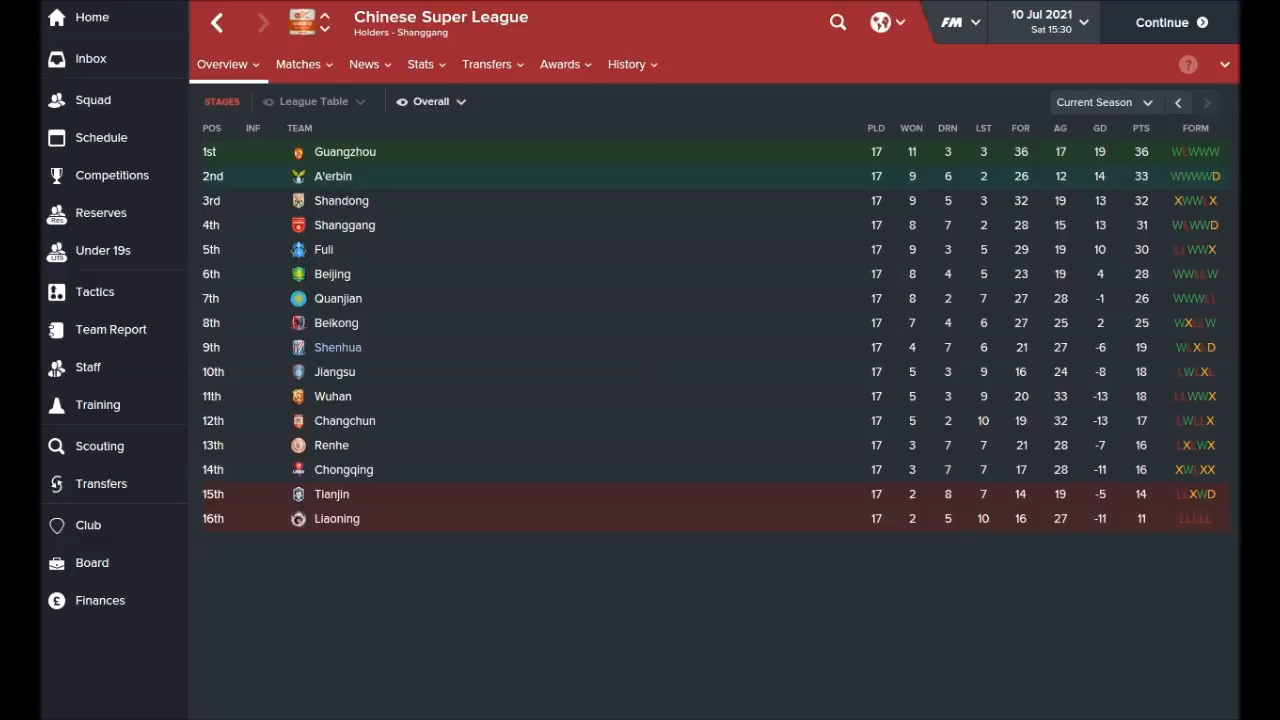 Home
Inbox
Squad
Schedule
Competitions
Res Reserves
U19 Under 19s
Tactics
Team Report
Staff
Training
Scouting
Transfers
Club
Board
£ Finances
Chinese Super League
Holders - Shanggang
FM
10 Jul 2021
Sat 15:30
Continue
Overview Matches News Stats Transfers Awards History ?
STAGES League Table Overall Current Season
POS INF TEAM PLD WON DRN LST FOR AG GD PTS FORM
1st Guangzhou 17 11 3 3 36 17 19 36 WLWWW
2nd A'erbin 17 9 6 2 26 12 14 33 WWWWD
3rd Shandong 17 9 5 3 32 19 13 32 XWWLX
4th Shanggang 17 8 7 2 28 15 13 31 WLWWD
5th Fuli 17 9 3 5 29 19 10 30 LLWWX
6th Beijing 17 8 4 5 23 19 4 28 WWLLW
7th Quanjian 17 8 2 7 27 28 -1 26 WWWLL
8th Beikong 17 7 4 6 27 25 2 25 WXLLW
9th Shenhua 17 4 7 6 21 27 -6 19 WLXLD
10th Jiangsu 17 5 3 9 16 24 -8 18 LWLXL
11th Wuhan 17 5 3 9 20 33 -13 18 LLWWX
12th Changchun 17 5 2 10 19 32 -13 17 LWLLX
13th Renhe 17 3 7 7 21 28 -7 16 LXLWX
14th Chongqing 17 3 7 7 17 28 -11 16 XWLXX
15th Tianjin 17 2 8 7 14 19 -5 14 LLXWD
16th Liaoning 17 2 5 10 16 27 -11 11 LLLLL